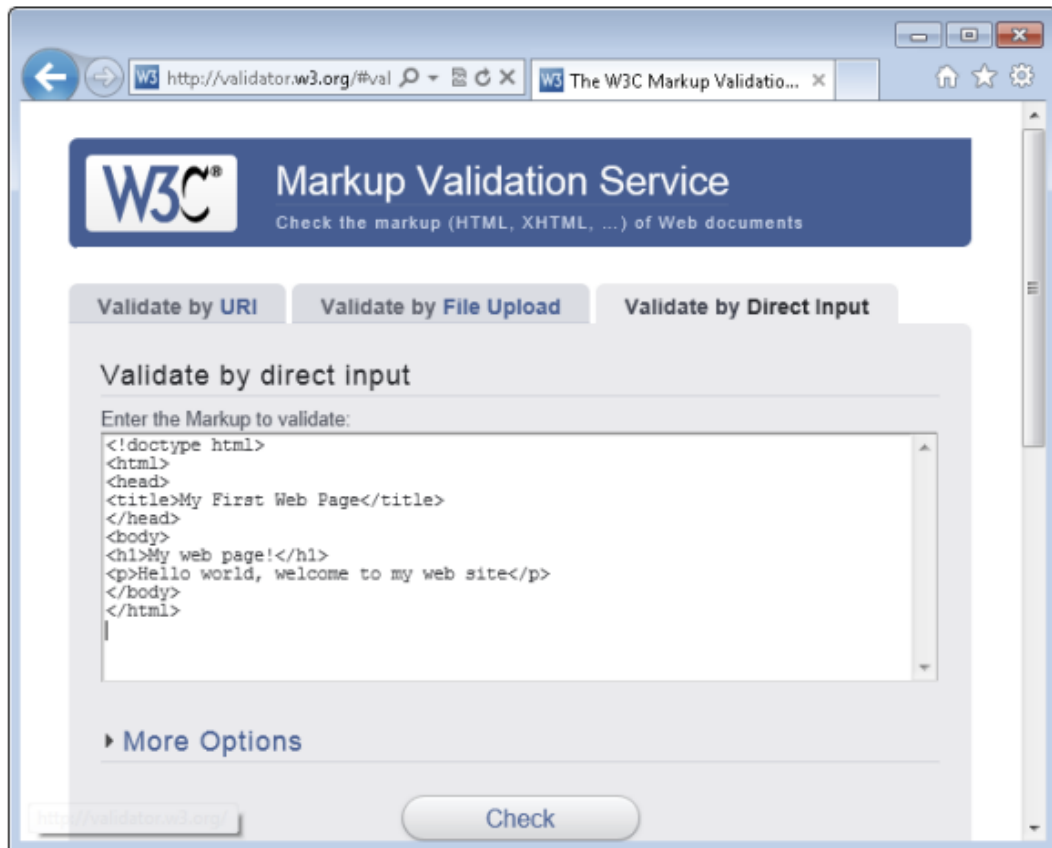 http://validator.w3.org/#val
The W3C Markup Validatio...
W3C®
Markup Validation Service
Check the markup (HTML, XHTML, ...) of Web documents
Validate by URI
Validate by File Upload
Validate by Direct Input
Validate by direct input
Enter the Markup to validate:
<!doctype html>
<html>
<head>
<title>My First Web Page</title>
</head>
<body>
<h1>My web page!</h1>
<p>Hello world, welcome to my web site</p>
</body>
</html>
More Options
Check
http://validator.w3.org/